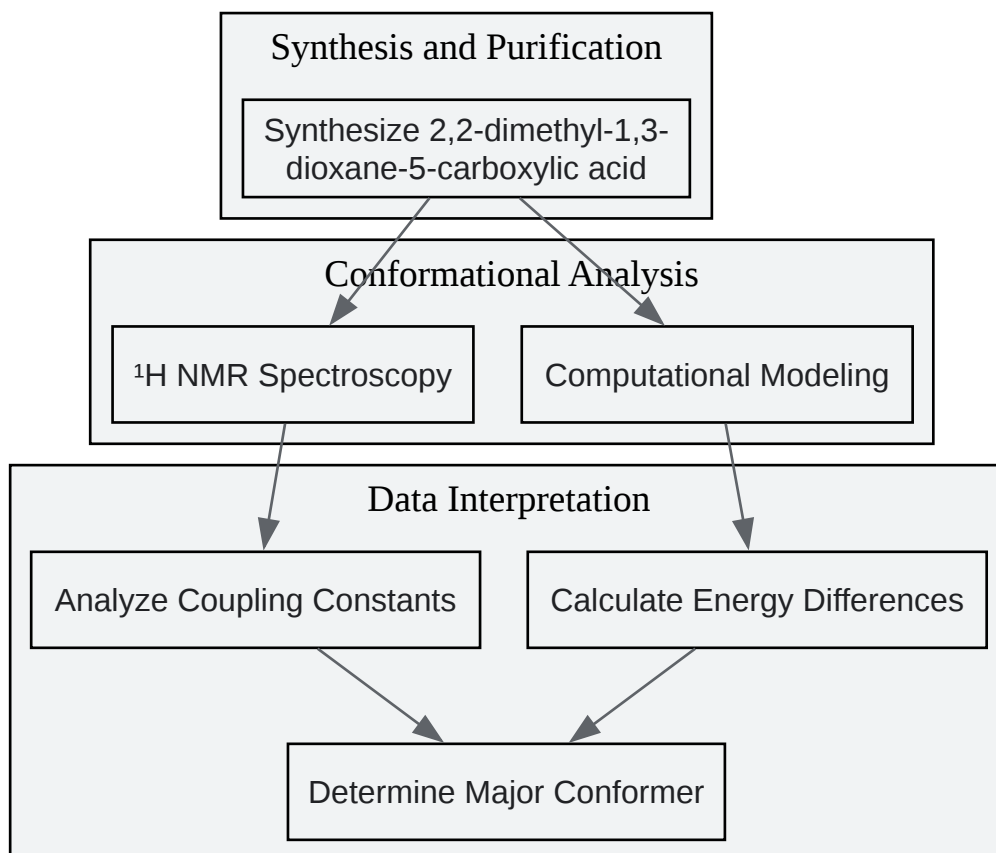 Synthesis and Purification
Synthesize 2,2-dimethyl-1,3-
dioxane-5-carboxylic acid
Conformational Analysis
¹H NMR Spectroscopy
Computational Modeling
Data Interpretation
Analyze Coupling Constants
Calculate Energy Differences
Determine Major Conformer